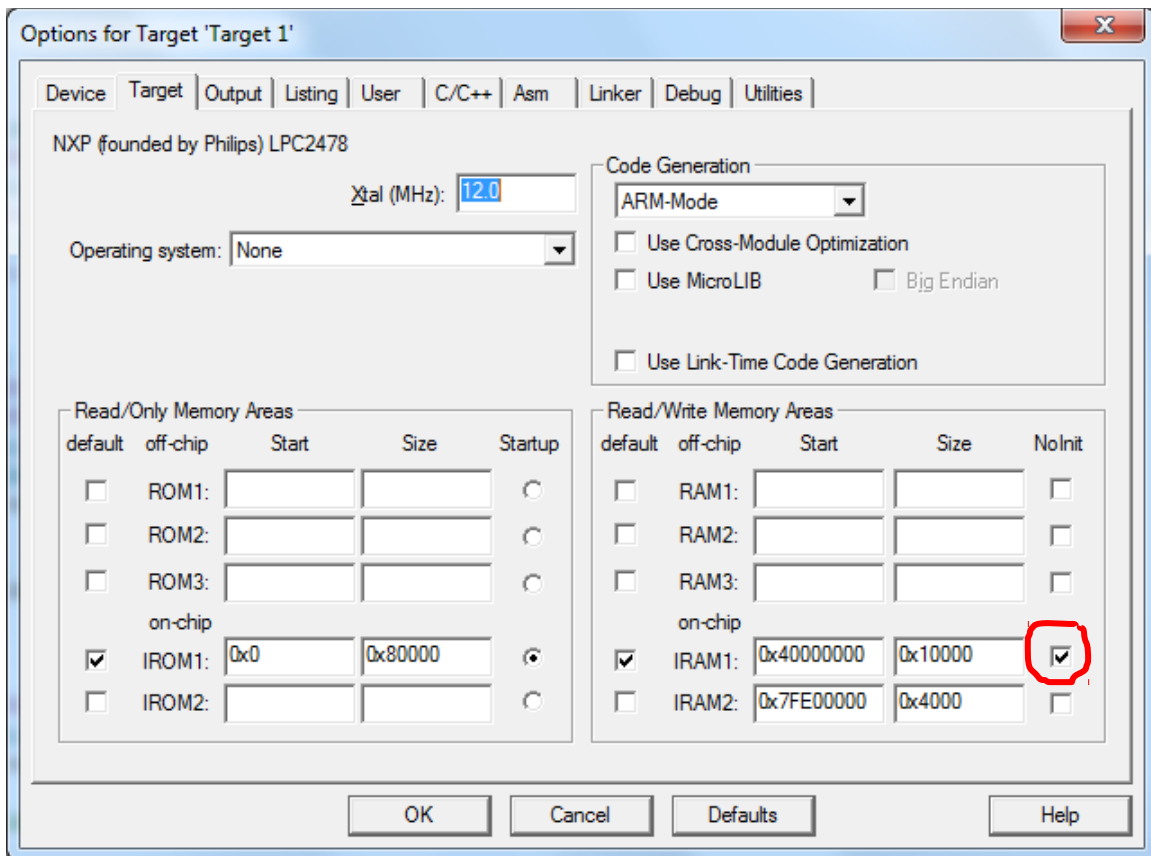 Options for Target 'Target 1'
Device Target Output Listing User C/C++ Asm Linker Debug Utilities
NXP (founded by Philips) LPC2478
Xtal (MHz): 12.0
Operating system: None
Code Generation
ARM-Mode
Use Cross-Module Optimization
Use MicroLIB Big Endian
Use Link-Time Code Generation
Read/Only Memory Areas
default off-chip Start Size Startup
ROM1:
ROM2:
ROM3:
on-chip
IROM1: 0x0 0x80000
IROM2:
Read/Write Memory Areas
default off-chip Start Size NoInit
RAM1:
RAM2:
RAM3:
on-chip
IRAM1: 0x40000000 0x10000
IRAM2: 0x7FE00000 0x4000
OK Cancel Defaults Help